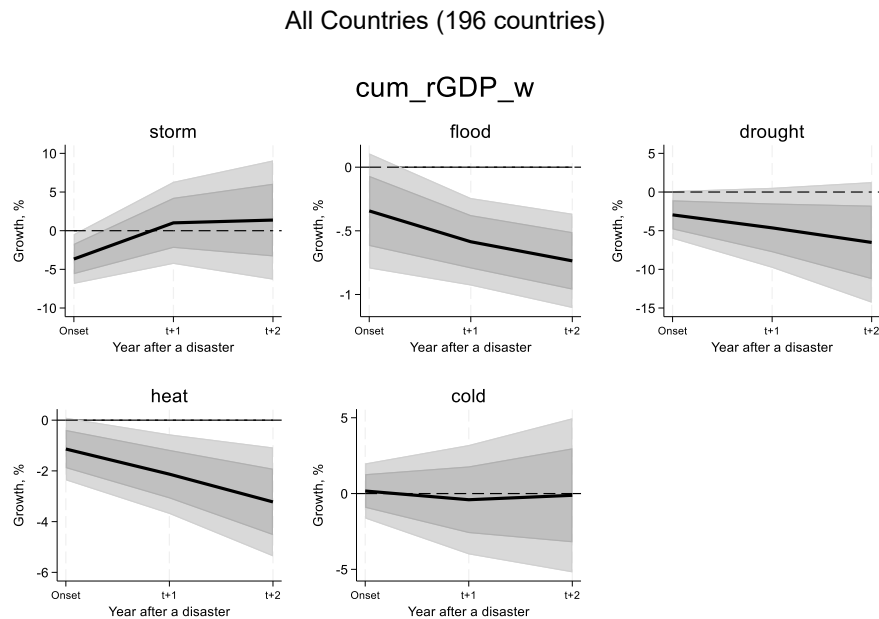 All Countries (196 countries)
cum_rGDP_w
storm
10
5
0
-5
-10
Growth, %
Onset t+1 t+2
Year after a disaster
flood
0
-.5
-1
Growth, %
Onset t+1 t+2
Year after a disaster
drought
5
0
-5
-10
-15
Growth, %
Onset t+1 t+2
Year after a disaster
heat
0
-2
-4
-6
Growth, %
Onset t+1 t+2
Year after a disaster
cold
5
0
-5
Growth, %
Onset t+1 t+2
Year after a disaster